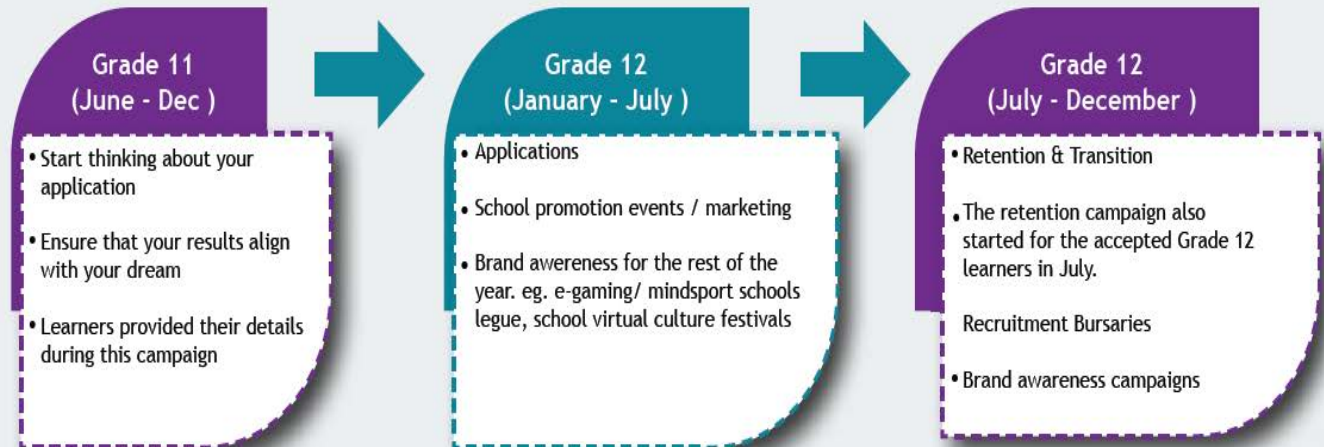 Grade 11
(June - Dec )
• Start thinking about your
application
• Ensure that your results align
with your dream
• Learners provided their details
during this campaign
Grade 12
(January - July )
• Applications
• School promotion events / marketing
• Brand awereness for the rest of the
year. eg. e-gaming/ mindsport schools
legue, school virtual culture festivals
Grade 12
(July - December )
• Retention & Transition
• The retention campaign also
started for the accepted Grade 12
learners in July.
Recruitment Bursaries
• Brand awareness campaigns